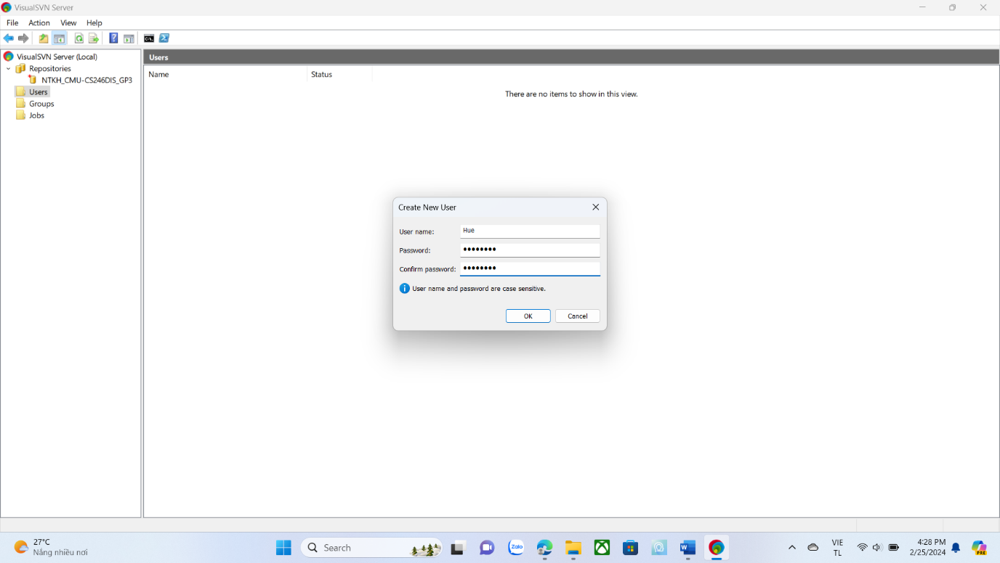 VisualSVN Server
File Action View Help
VisualSVN Server (Local)
Repositories
NTKH_CMU-CS246DIS_GP3
Users
Groups
Jobs
Users
Name Status
There are no items to show in this view.
Create New User
User name: Hue
Password: ●●●●●●●●
Confirm password: ●●●●●●●●
User name and password are case sensitive.
OK Cancel
27°C
Nắng nhiều nơi
Search
Zalo
VIE
TL
4:28 PM
2/25/2024
PRE